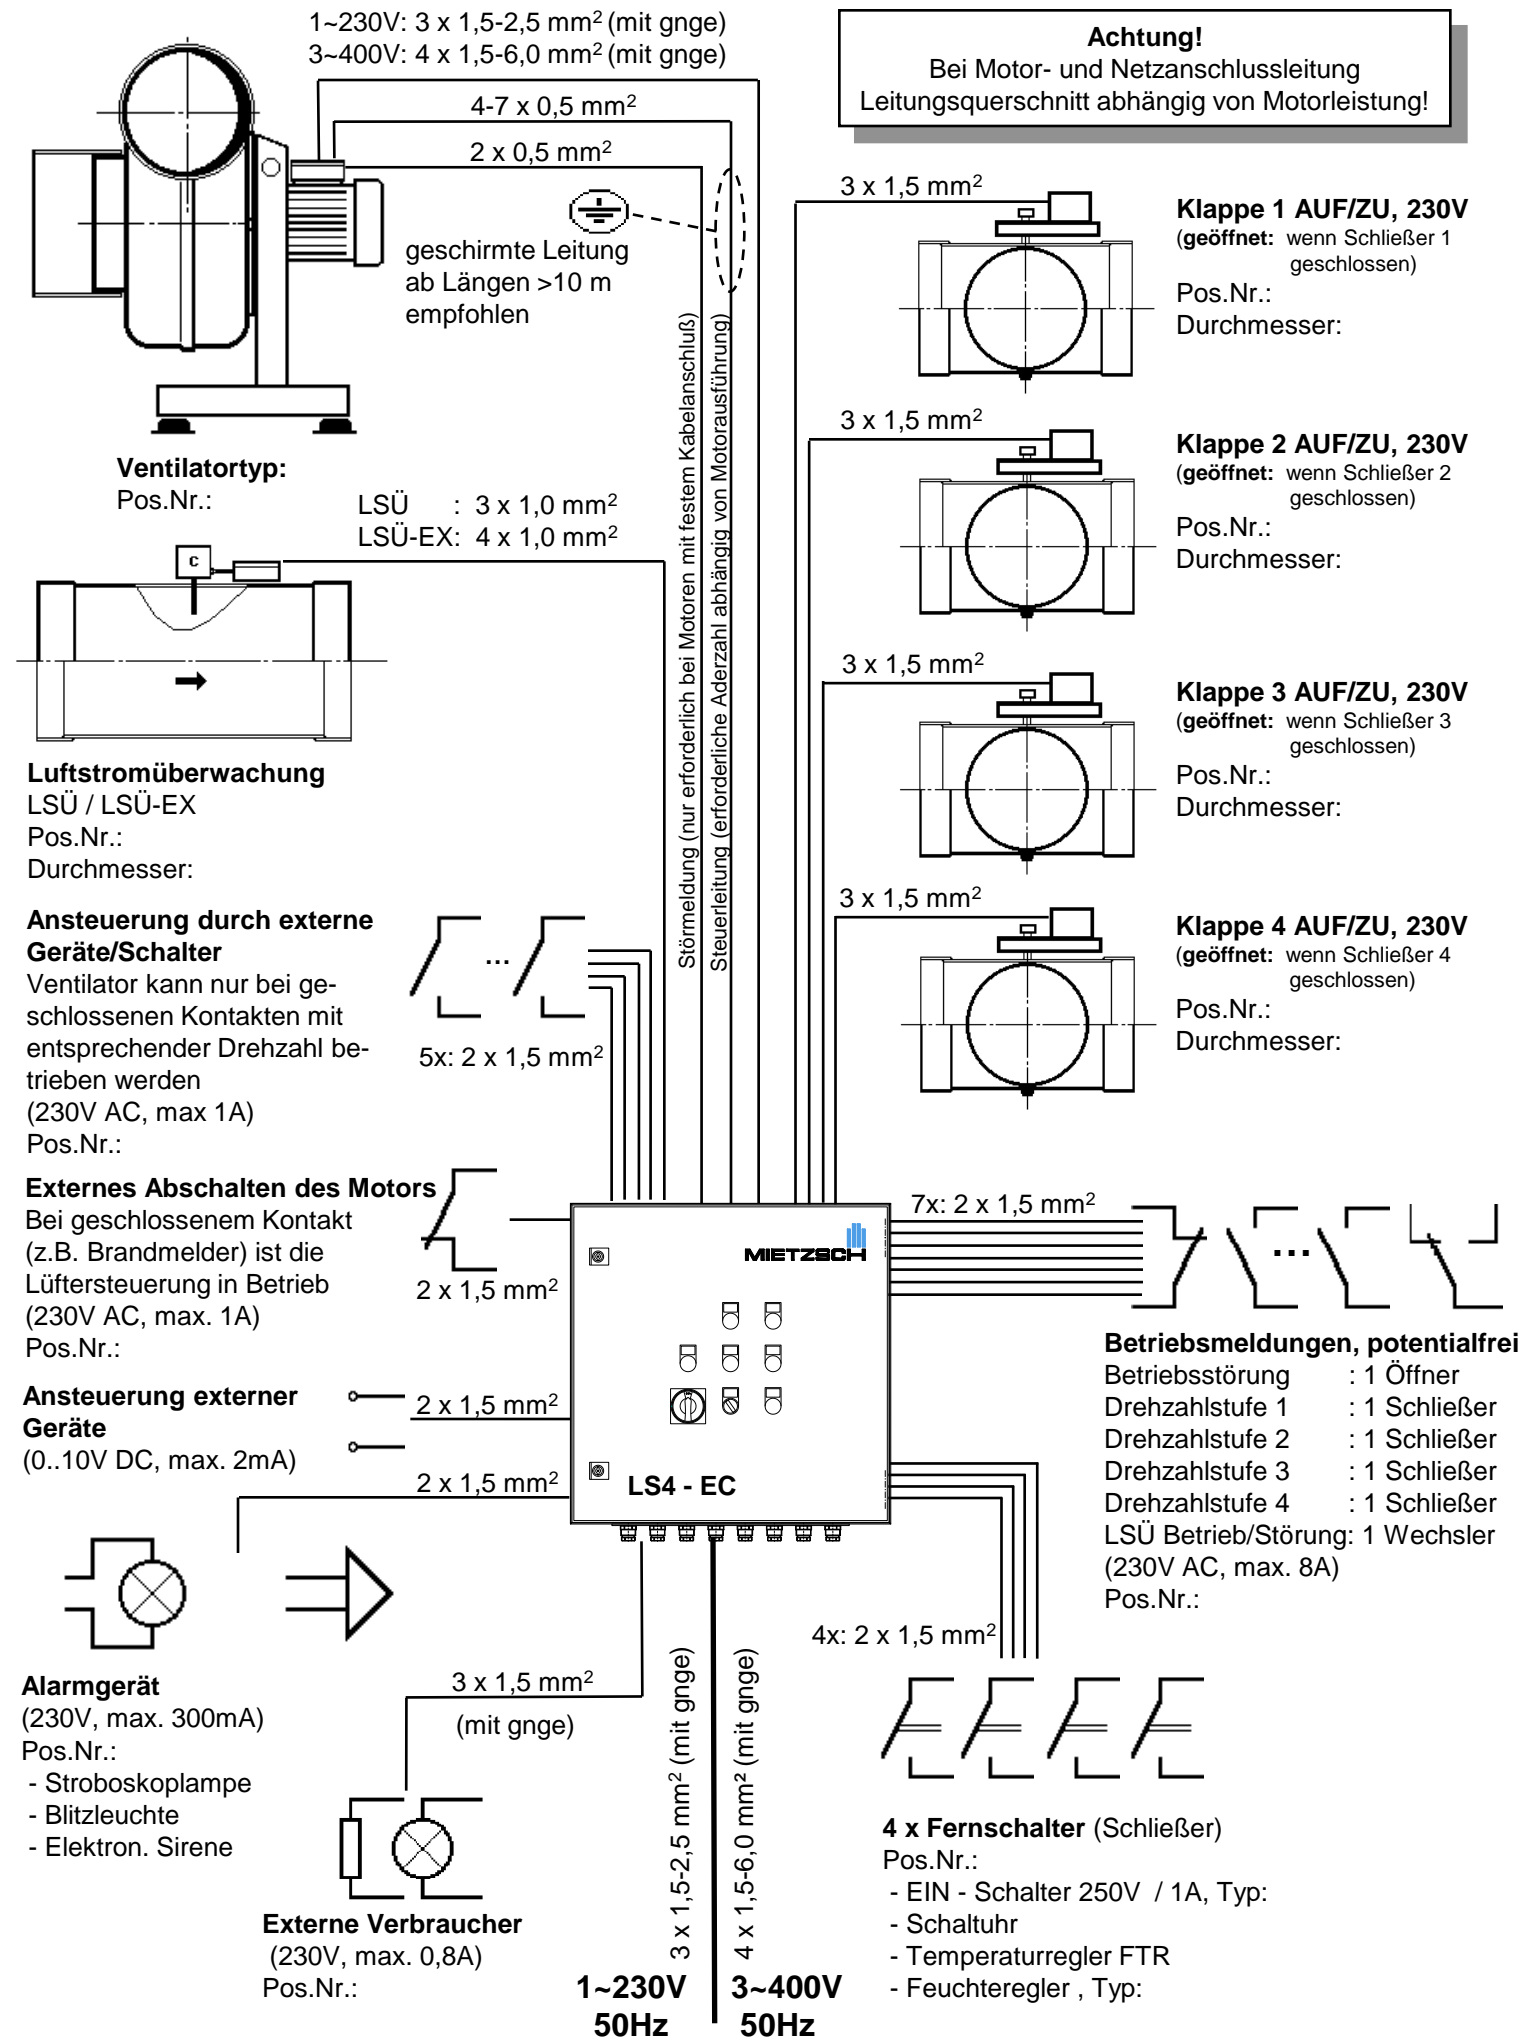 1~230V: 3 x 1,5-2,5 mm² (mit gnge)
3~400V: 4 x 1,5-6,0 mm² (mit gnge)
4-7 x 0,5 mm²
2 x 0,5 mm²
Achtung!
Bei Motor- und Netzanschlussleitung
Leitungsquerschnitt abhängig von Motorleistung!
geschirmte Leitung
ab Längen >10 m
empfohlen
Störmeldung (nur erforderlich bei Motoren mit festem Kabelanschluß)
Steuerleitung (erforderliche Aderzahl abhängig von Motorausführung)
Ventilatortyp:
Pos.Nr.:
LSÜ : 3 x 1,0 mm²
LSÜ-EX: 4 x 1,0 mm²
C
Luftstromüberwachung
LSÜ / LSÜ-EX
Pos.Nr.:
Durchmesser:
3 x 1,5 mm²
Klappe 1 AUF/ZU, 230V
(geöffnet: wenn Schließer 1
geschlossen)
Pos.Nr.:
Durchmesser:
3 x 1,5 mm²
Klappe 2 AUF/ZU, 230V
(geöffnet: wenn Schließer 2
geschlossen)
Pos.Nr.:
Durchmesser:
3 x 1,5 mm²
Klappe 3 AUF/ZU, 230V
(geöffnet: wenn Schließer 3
geschlossen)
Pos.Nr.:
Durchmesser:
3 x 1,5 mm²
Klappe 4 AUF/ZU, 230V
(geöffnet: wenn Schließer 4
geschlossen)
Pos.Nr.:
Durchmesser:
Ansteuerung durch externe
Geräte/Schalter
Ventilator kann nur bei ge-
schlossenen Kontakten mit
entsprechender Drehzahl be-
trieben werden
(230V AC, max 1A)
Pos.Nr.:
...
5x: 2 x 1,5 mm²
Externes Abschalten des Motors
Bei geschlossenem Kontakt
(z.B. Brandmelder) ist die
Lüftersteuerung in Betrieb
(230V AC, max. 1A)
Pos.Nr.:
2 x 1,5 mm²
Ansteuerung externer
Geräte
(0..10V DC, max. 2mA)
2 x 1,5 mm²
2 x 1,5 mm²
MIETZSCH
LS4 - EC
7x: 2 x 1,5 mm²
...
Betriebsmeldungen, potentialfrei
Betriebsstörung : 1 Öffner
Drehzahlstufe 1 : 1 Schließer
Drehzahlstufe 2 : 1 Schließer
Drehzahlstufe 3 : 1 Schließer
Drehzahlstufe 4 : 1 Schließer
LSÜ Betrieb/Störung: 1 Wechsler
(230V AC, max. 8A)
Pos.Nr.:
Alarmgerät
(230V, max. 300mA)
Pos.Nr.:
- Stroboskoplampe
- Blitzleuchte
- Elektron. Sirene
3 x 1,5 mm²
(mit gnge)
Externe Verbraucher
(230V, max. 0,8A)
Pos.Nr.:
3 x 1,5-2,5 mm² (mit gnge)
4 x 1,5-6,0 mm² (mit gnge)
1~230V
50Hz
3~400V
50Hz
4x: 2 x 1,5 mm²
4 x Fernschalter (Schließer)
Pos.Nr.:
- EIN - Schalter 250V / 1A, Typ:
- Schaltuhr
- Temperaturregler FTR
- Feuchteregler , Typ: